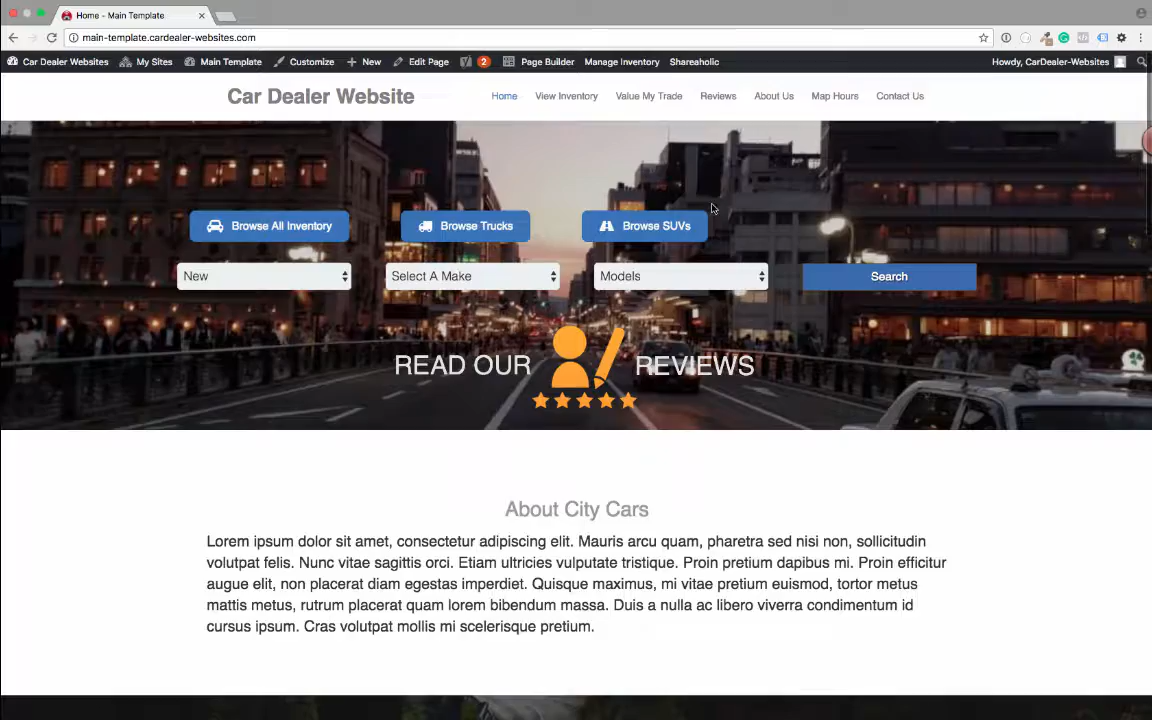 Home - Main Template
main-template.cardealer-websites.com
Car Dealer Websites My Sites Main Template Customize New 2 Edit Page Page Builder Manage Inventory Shareaholic Howdy, CarDealer-Websites
Car Dealer Website Home View Inventory Value My Trade Reviews About Us Map Hours Contact Us
Browse All Inventory Browse Trucks Browse SUVs
New Select A Make Models Search
READ OUR REVIEWS
About City Cars
Lorem ipsum dolor sit amet, consectetur adipiscing elit. Mauris arcu quam, pharetra sed nisi non, sollicitudin
volutpat felis. Nunc vitae sagittis orci. Etiam ultricies vulputate tristique. Proin pretium dapibus mi. Proin efficitur
augue elit, non placerat diam egestas imperdiet. Quisque maximus, mi vitae pretium euismod, tortor metus
mattis metus, rutrum placerat quam lorem bibendum massa. Duis a nulla ac libero viverra condimentum id
cursus ipsum. Cras volutpat mollis mi scelerisque pretium.